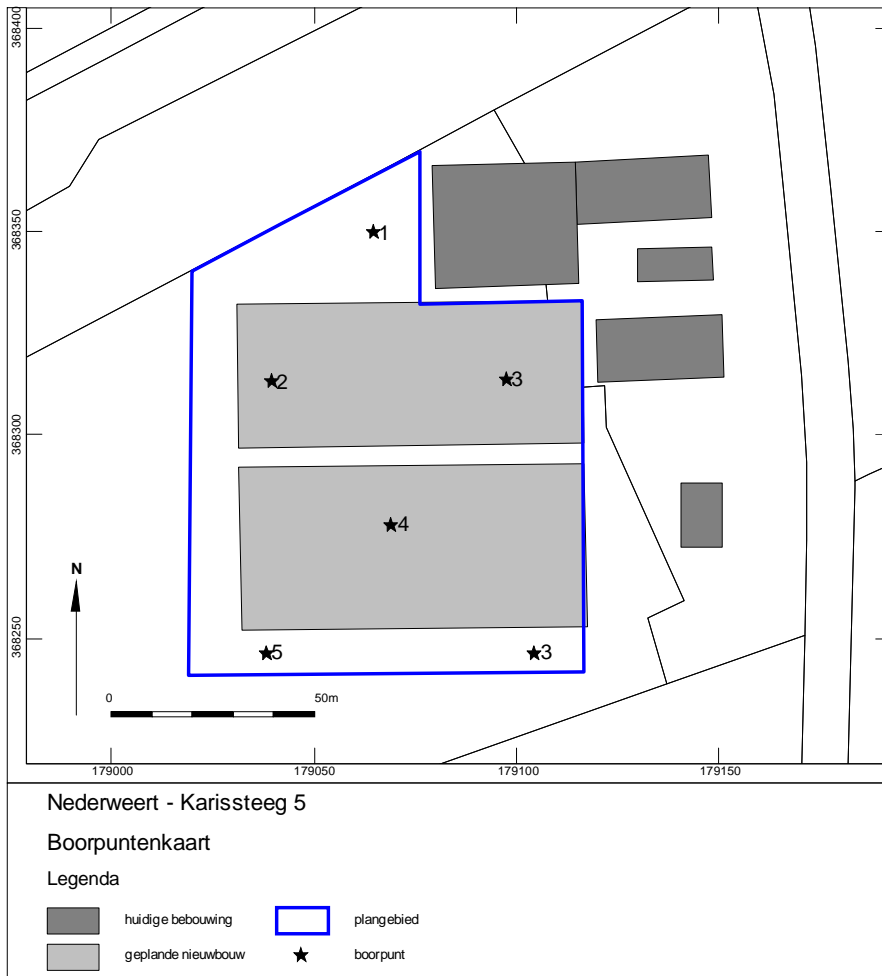 368400
368350
368300
368250
1
2
3
4
5
3
N
0 50m
179000 179050 179100 179150
Nederweert - Karissteeg 5
Boorpuntenkaart
Legenda
huidige bebouwing plangebied
geplande nieuwbouw boorpunt